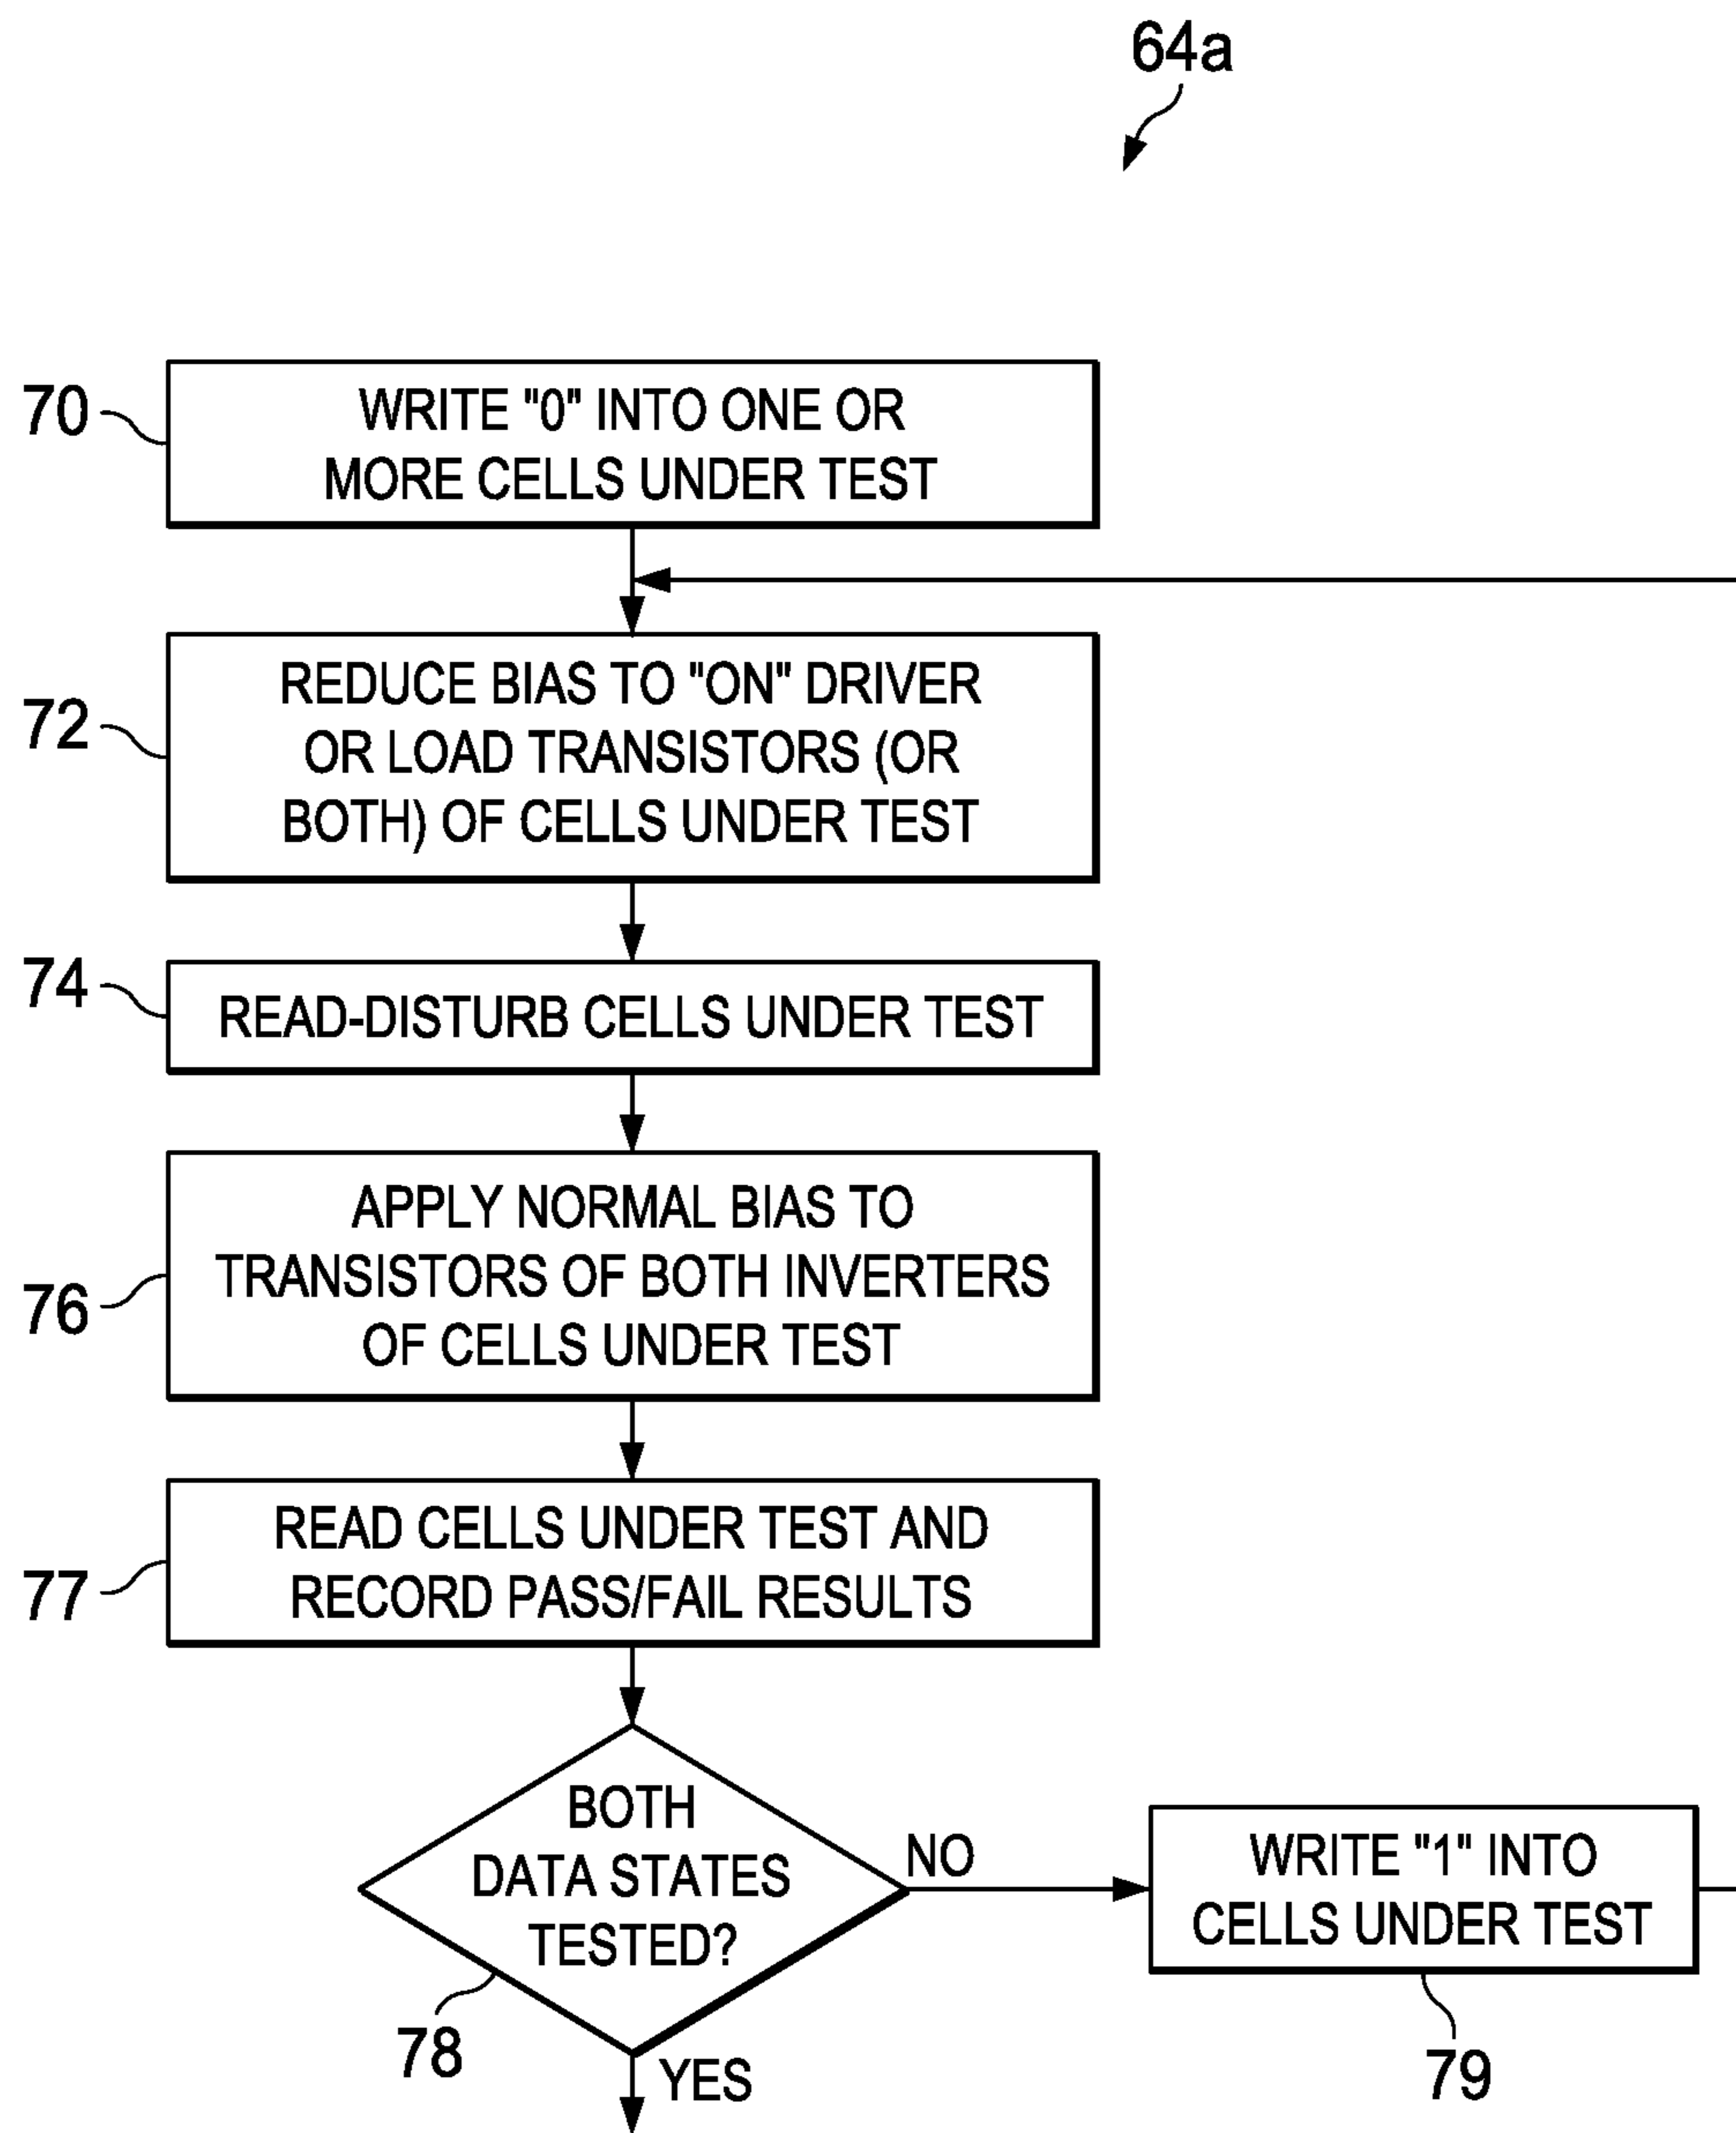 64a
70
WRITE "0" INTO ONE OR
MORE CELLS UNDER TEST
72
REDUCE BIAS TO "ON" DRIVER
OR LOAD TRANSISTORS (OR
BOTH) OF CELLS UNDER TEST
74
READ-DISTURB CELLS UNDER TEST
76
APPLY NORMAL BIAS TO
TRANSISTORS OF BOTH INVERTERS
OF CELLS UNDER TEST
77
READ CELLS UNDER TEST AND
RECORD PASS/FAIL RESULTS
BOTH
DATA STATES
TESTED?
78
NO
WRITE "1" INTO
CELLS UNDER TEST
79
YES